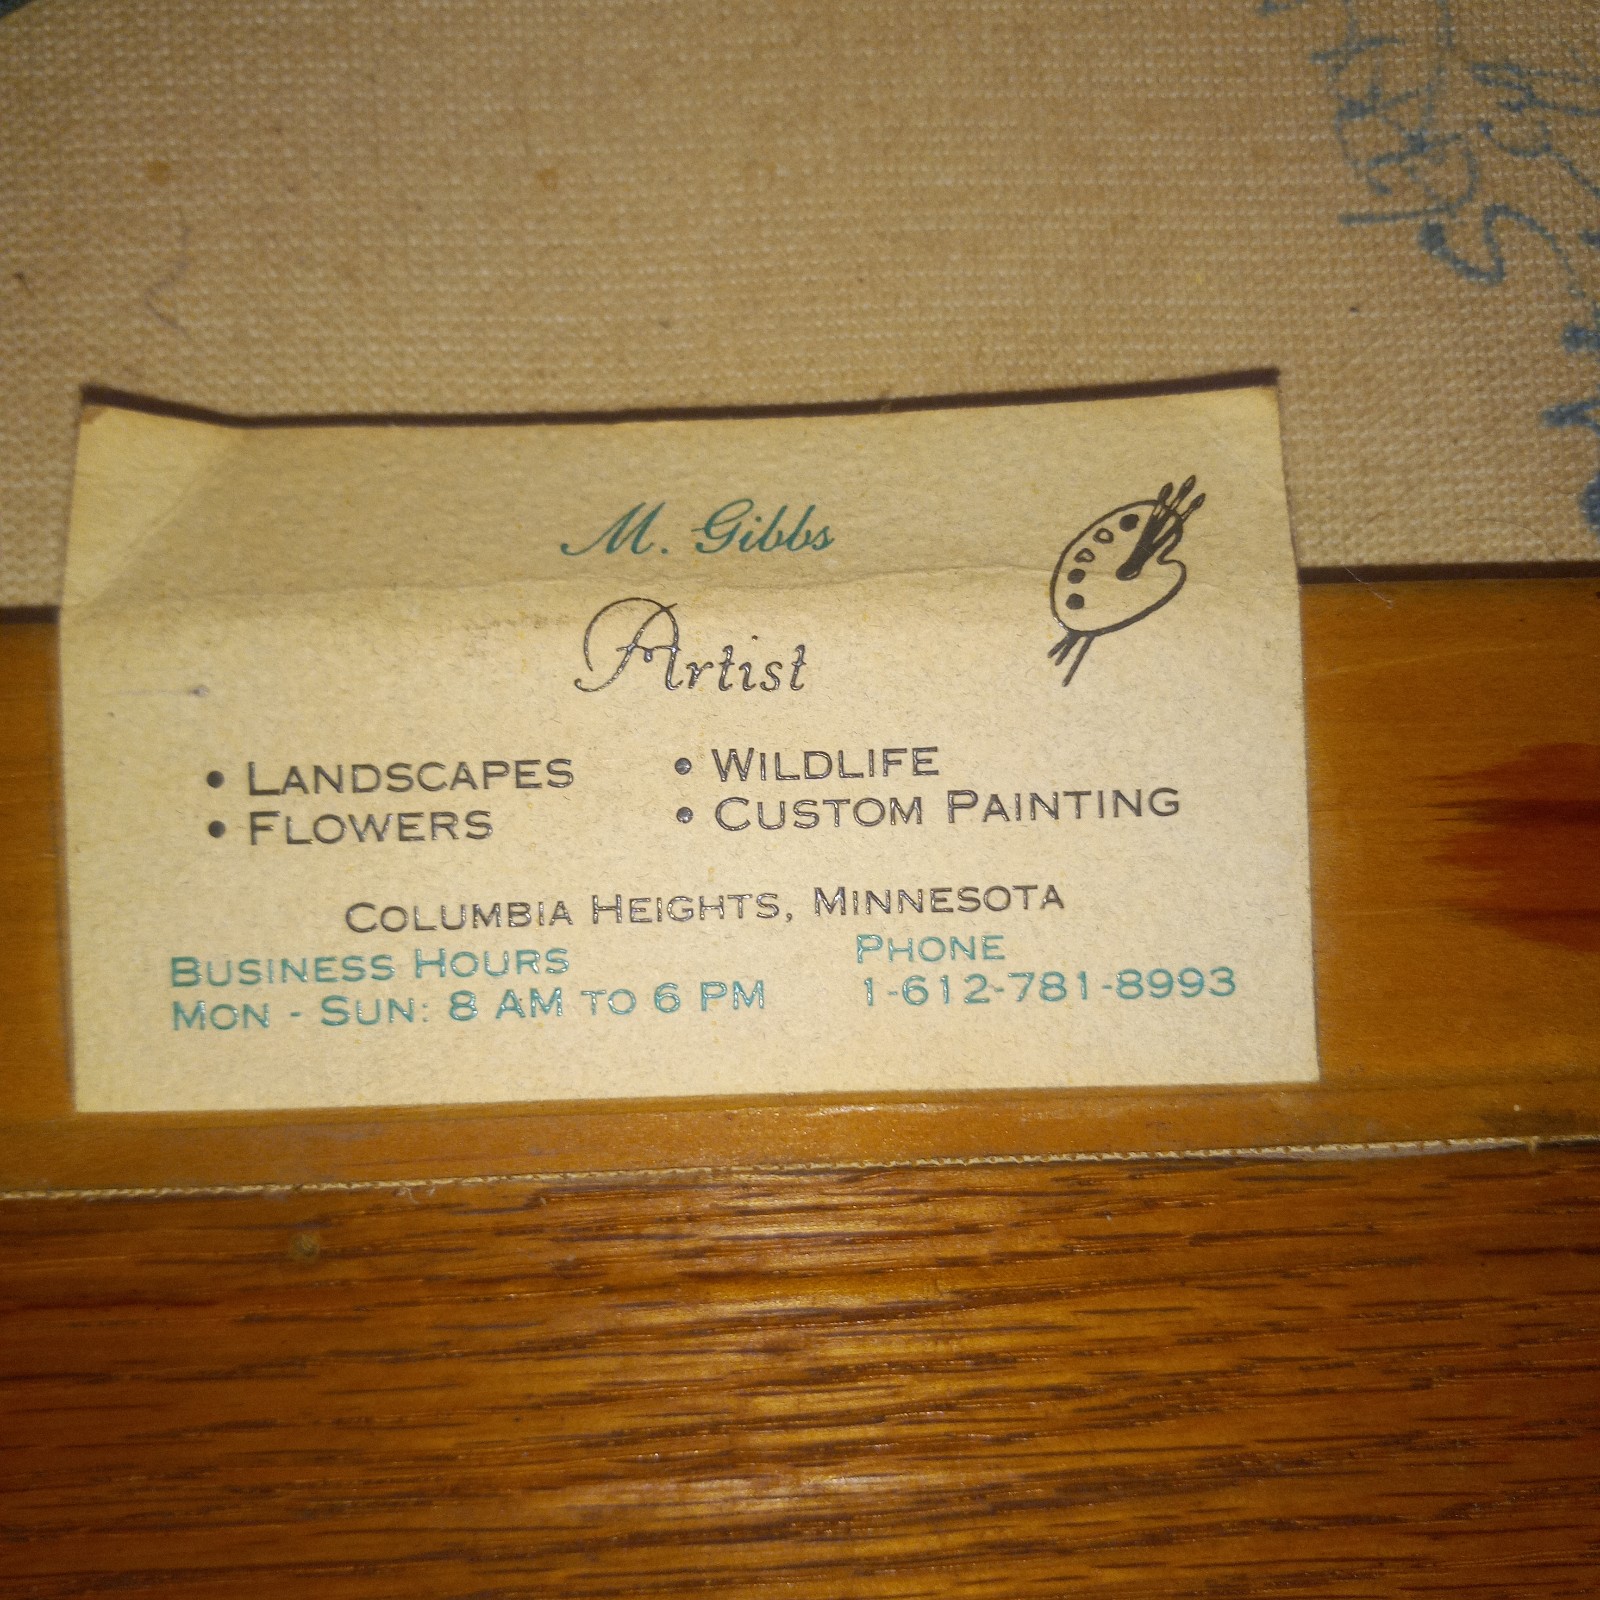 M. Gibbs
Artist
• LANDSCAPES
• FLOWERS
• WILDLIFE
• CUSTOM PAINTING
COLUMBIA HEIGHTS, MINNESOTA
BUSINESS HOURS
MON - SUN: 8 AM TO 6 PM
PHONE
1-612-781-8993